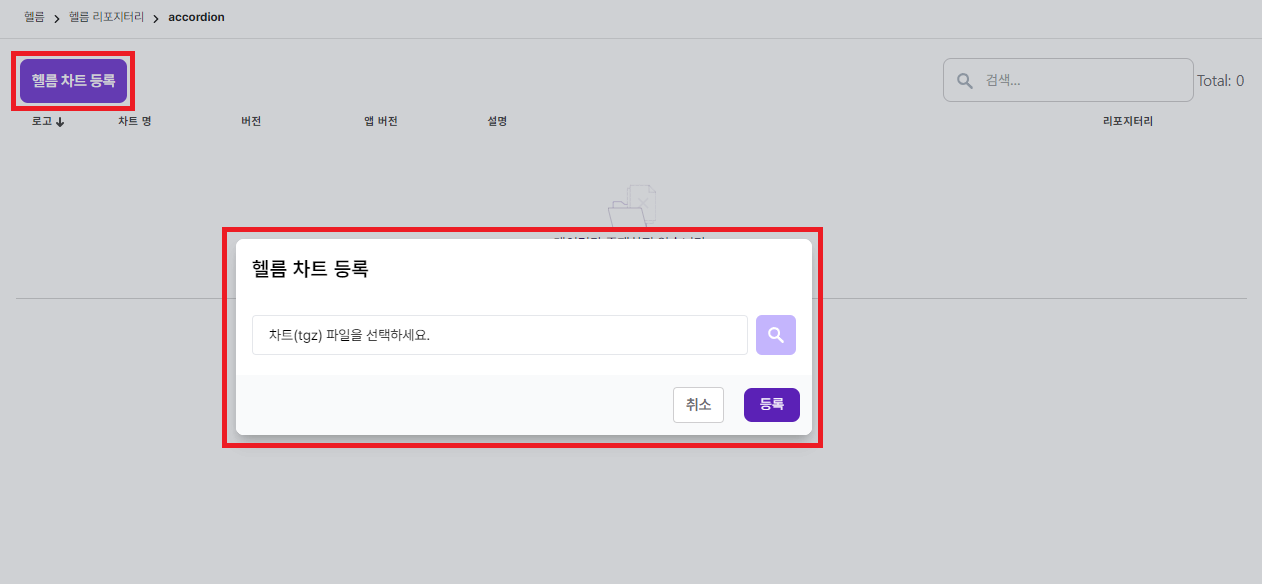 헬름 > 헬름 리포지터리 > accordion
헬름 차트 등록
검색...
Total: 0
로고 차트 명 버전 앱 버전 설명 리포지터리
헬름 차트 등록
차트(tgz) 파일을 선택하세요.
취소 등록